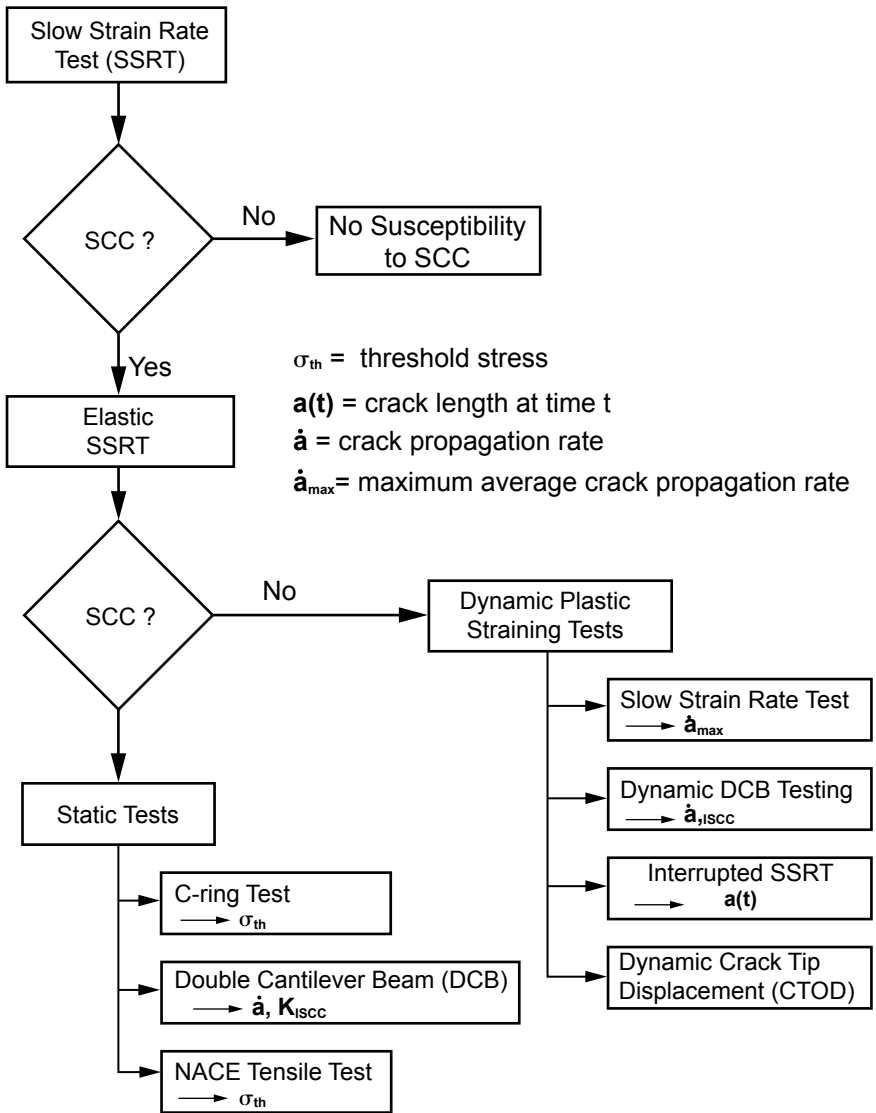 Slow Strain Rate
Test (SSRT)
SCC ?
No
No Susceptibility
to SCC
Yes
σth = threshold stress
a(t) = crack length at time t
ȧ = crack propagation rate
ȧmax= maximum average crack propagation rate
Elastic
SSRT
SCC ?
No
Dynamic Plastic
Straining Tests
Slow Strain Rate Test
⟶ ȧmax
Dynamic DCB Testing
⟶ ȧ,ISCC
Interrupted SSRT
⟶ a(t)
Dynamic Crack Tip
Displacement (CTOD)
Static Tests
C-ring Test
⟶ σth
Double Cantilever Beam (DCB)
⟶ ȧ, KISCC
NACE Tensile Test
⟶ σth